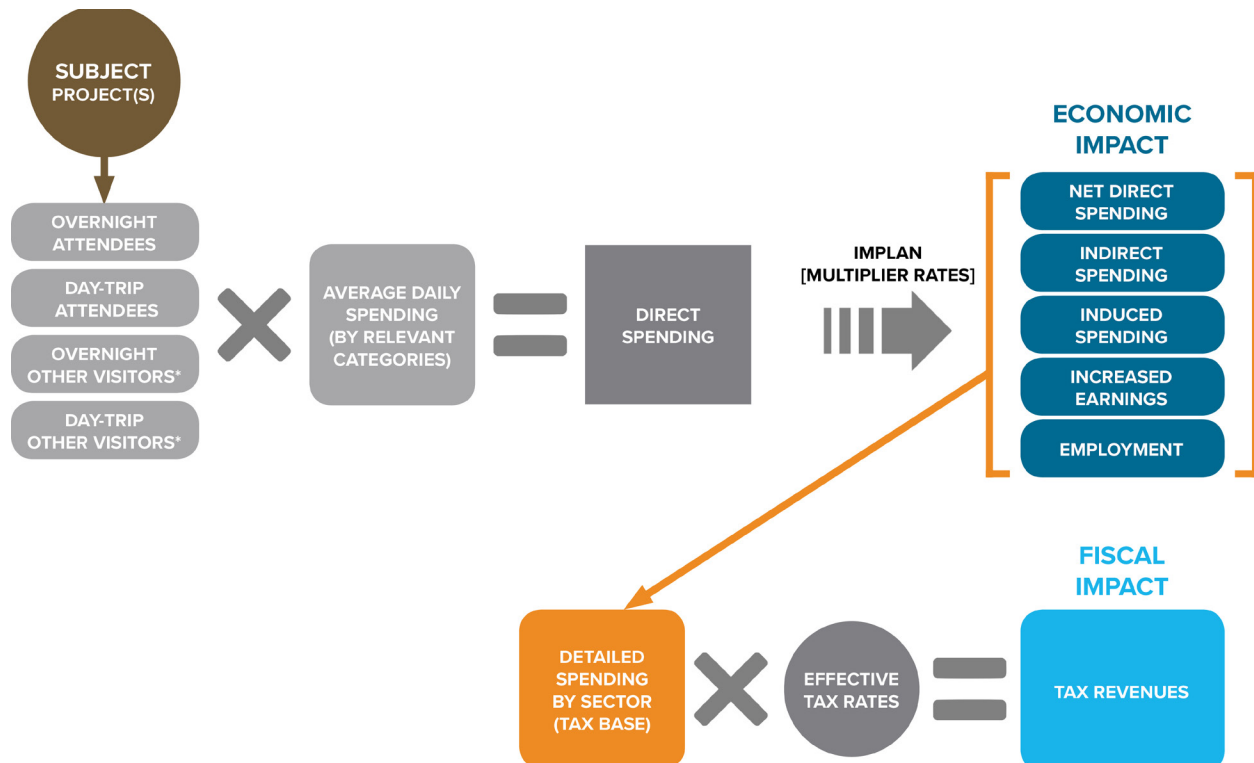 SUBJECT
PROJECT(S)
OVERNIGHT
ATTENDEES
DAY-TRIP
ATTENDEES
OVERNIGHT
OTHER VISITORS*
DAY-TRIP
OTHER VISITORS*
AVERAGE DAILY
SPENDING
(BY RELEVANT
CATEGORIES)
DIRECT
SPENDING
IMPLAN
[MULTIPLIER RATES]
ECONOMIC
IMPACT
NET DIRECT
SPENDING
INDIRECT
SPENDING
INDUCED
SPENDING
INCREASED
EARNINGS
EMPLOYMENT
DETAILED
SPENDING
BY SECTOR
(TAX BASE)
EFFECTIVE
TAX RATES
FISCAL
IMPACT
TAX REVENUES